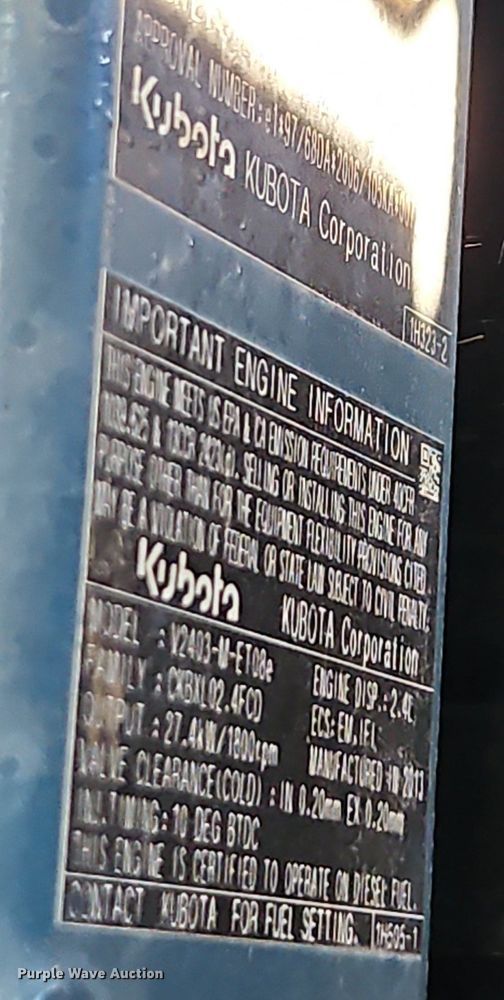 APPROVAL NUMBER: e1*97/68DA*2006/105KA*00
Kubota KUBOTA Corporation
1H323-2
IMPORTANT ENGINE INFORMATION
THIS ENGINE MEETS US EPA & CA EMISSION REQUIREMENTS UNDER 40CFR
1039.625 & 13CCR 2423(d). SELLING OR INSTALLING THIS ENGINE FOR ANY
PURPOSE OTHER THAN FOR THE EQUIPMENT FLEXIBILITY PROVISIONS CITED
MAY BE A VIOLATION OF FEDERAL OR STATE LAW SUBJECT TO CIVIL PENALTY.
Kubota KUBOTA Corporation
MODEL : V2403-M-ET08e ENGINE DISP.: 2.4L
FAMILY : CKBXL02.4FCD ECS: EM, IFI
OUTPUT : 27.4kW/1800rpm MANUFACTURED IN 2013
VALVE CLEARANCE(COLD) : IN 0.20mm EX 0.20mm
INJ. TIMING: 10 DEG BTDC
THIS ENGINE IS CERTIFIED TO OPERATE ON DIESEL FUEL.
CONTACT KUBOTA FOR FUEL SETTING. 1H605-1
Purple Wave Auction